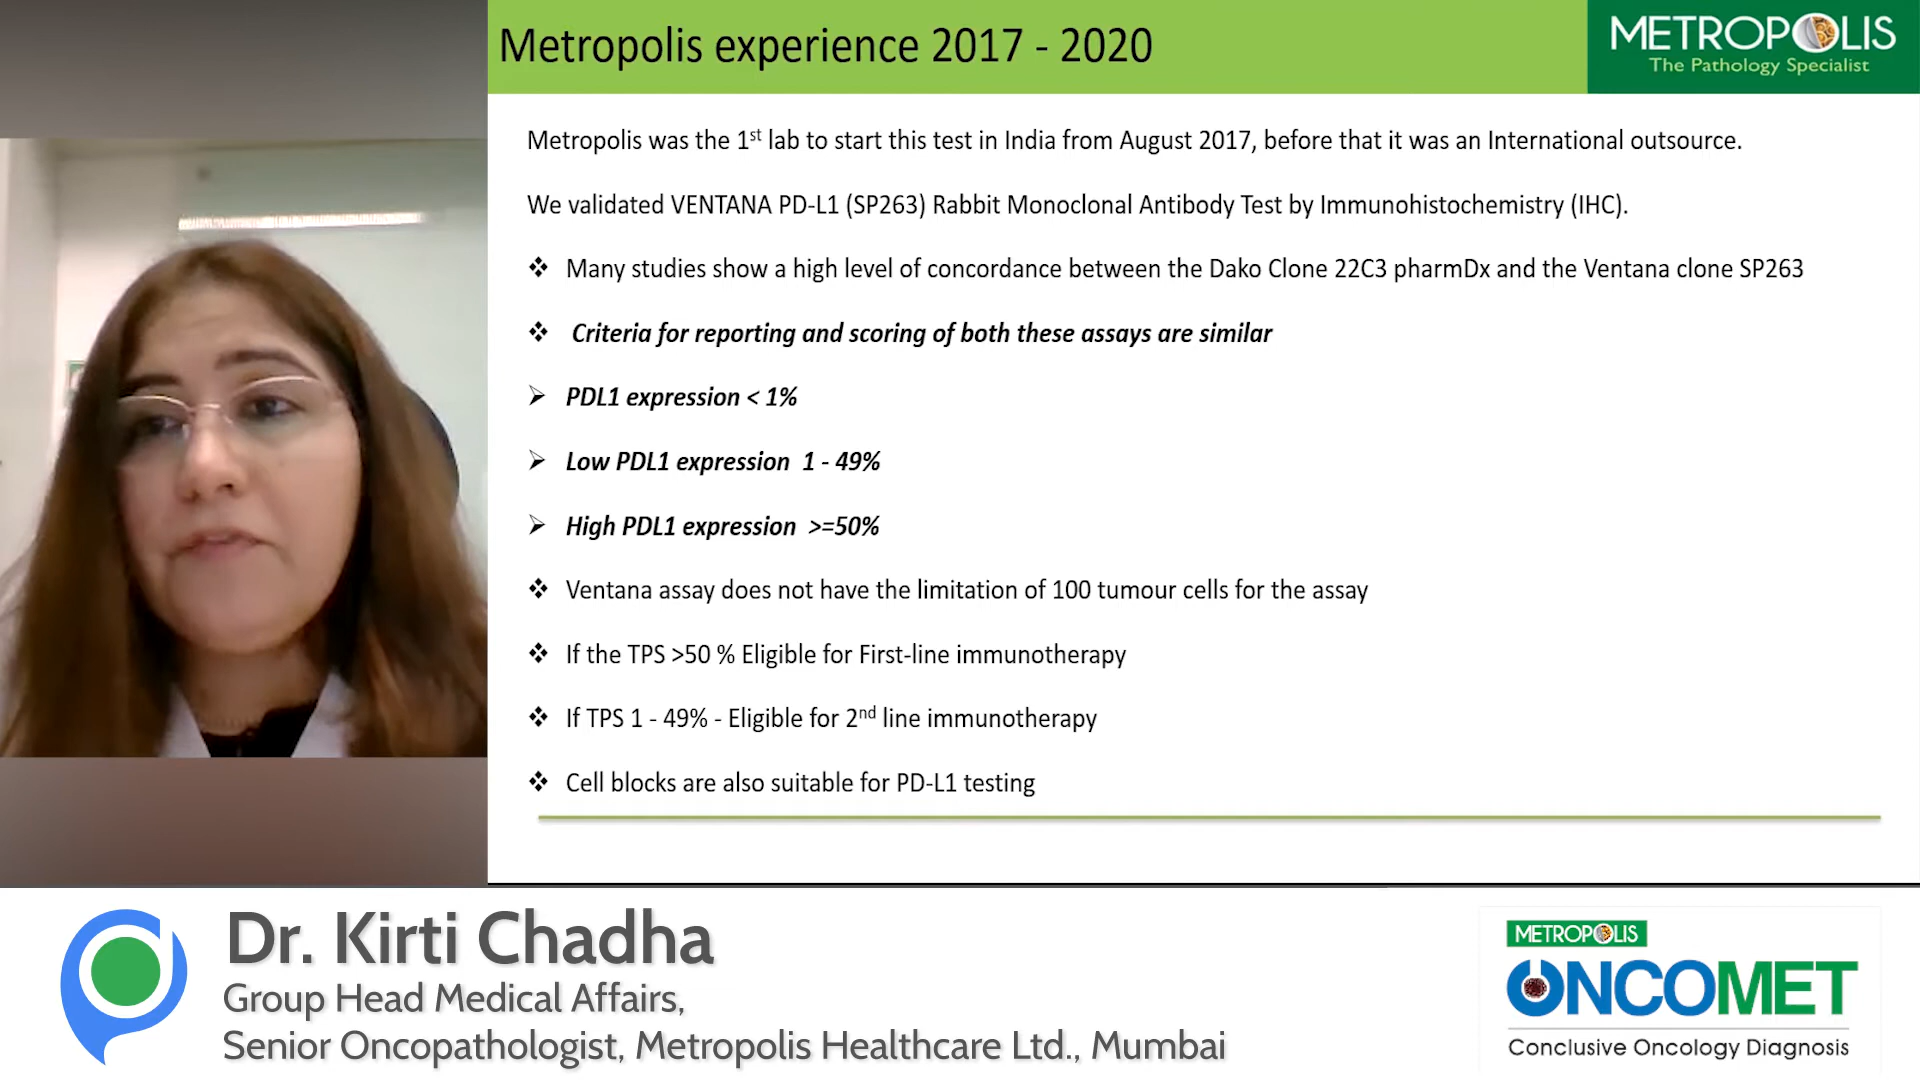 Metropolis experience 2017 - 2020
METROPOLIS
The Pathology Specialist
Metropolis was the 1st lab to start this test in India from August 2017, before that it was an International outsource.
We validated VENTANA PD-L1 (SP263) Rabbit Monoclonal Antibody Test by Immunohistochemistry (IHC).
❖ Many studies show a high level of concordance between the Dako Clone 22C3 pharmDx and the Ventana clone SP263
❖ Criteria for reporting and scoring of both these assays are similar
➢ PDL1 expression < 1%
➢ Low PDL1 expression 1 - 49%
➢ High PDL1 expression >=50%
❖ Ventana assay does not have the limitation of 100 tumour cells for the assay
❖ If the TPS >50 % Eligible for First-line immunotherapy
❖ If TPS 1 - 49% - Eligible for 2nd line immunotherapy
❖ Cell blocks are also suitable for PD-L1 testing
Dr. Kirti Chadha
Group Head Medical Affairs,
Senior Oncopathologist, Metropolis Healthcare Ltd., Mumbai
METROPOLIS
ONCOMET
Conclusive Oncology Diagnosis